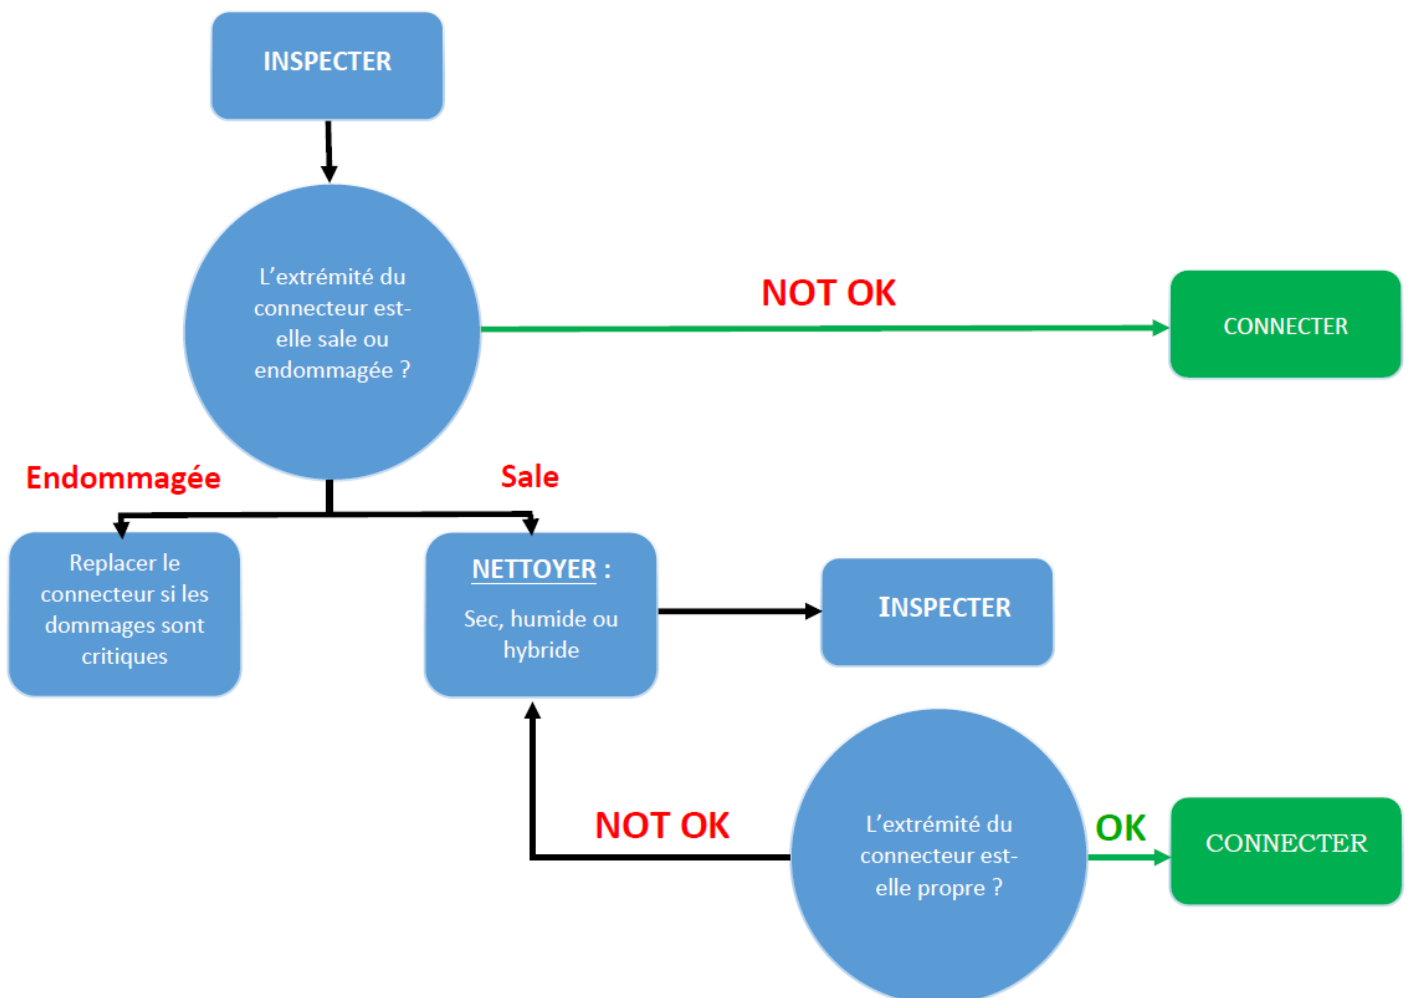 INSPECTER
L'extrémité du
connecteur est-
elle sale ou
endommagée ?
NOT OK
CONNECTER
Endommagée
Sale
Replacer le
connecteur si les
dommages sont
critiques
NETTOYER :
Sec, humide ou
hybride
INSPECTER
NOT OK
L'extrémité du
connecteur est-
elle propre ?
OK
CONNECTER